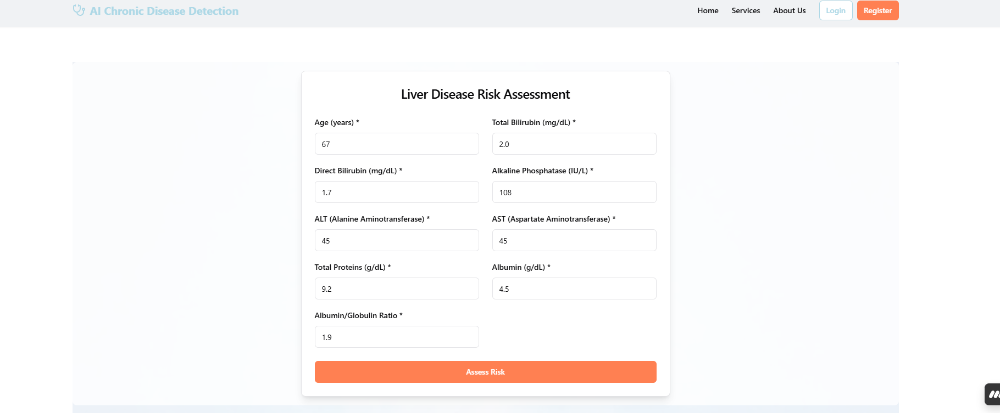 AI Chronic Disease Detection
Home Services About Us Login Register
Liver Disease Risk Assessment
Age (years) * Total Bilirubin (mg/dL) *
67 2.0
Direct Bilirubin (mg/dL) * Alkaline Phosphatase (IU/L) *
1.7 108
ALT (Alanine Aminotransferase) * AST (Aspartate Aminotransferase) *
45 45
Total Proteins (g/dL) * Albumin (g/dL) *
9.2 4.5
Albumin/Globulin Ratio *
1.9
Assess Risk